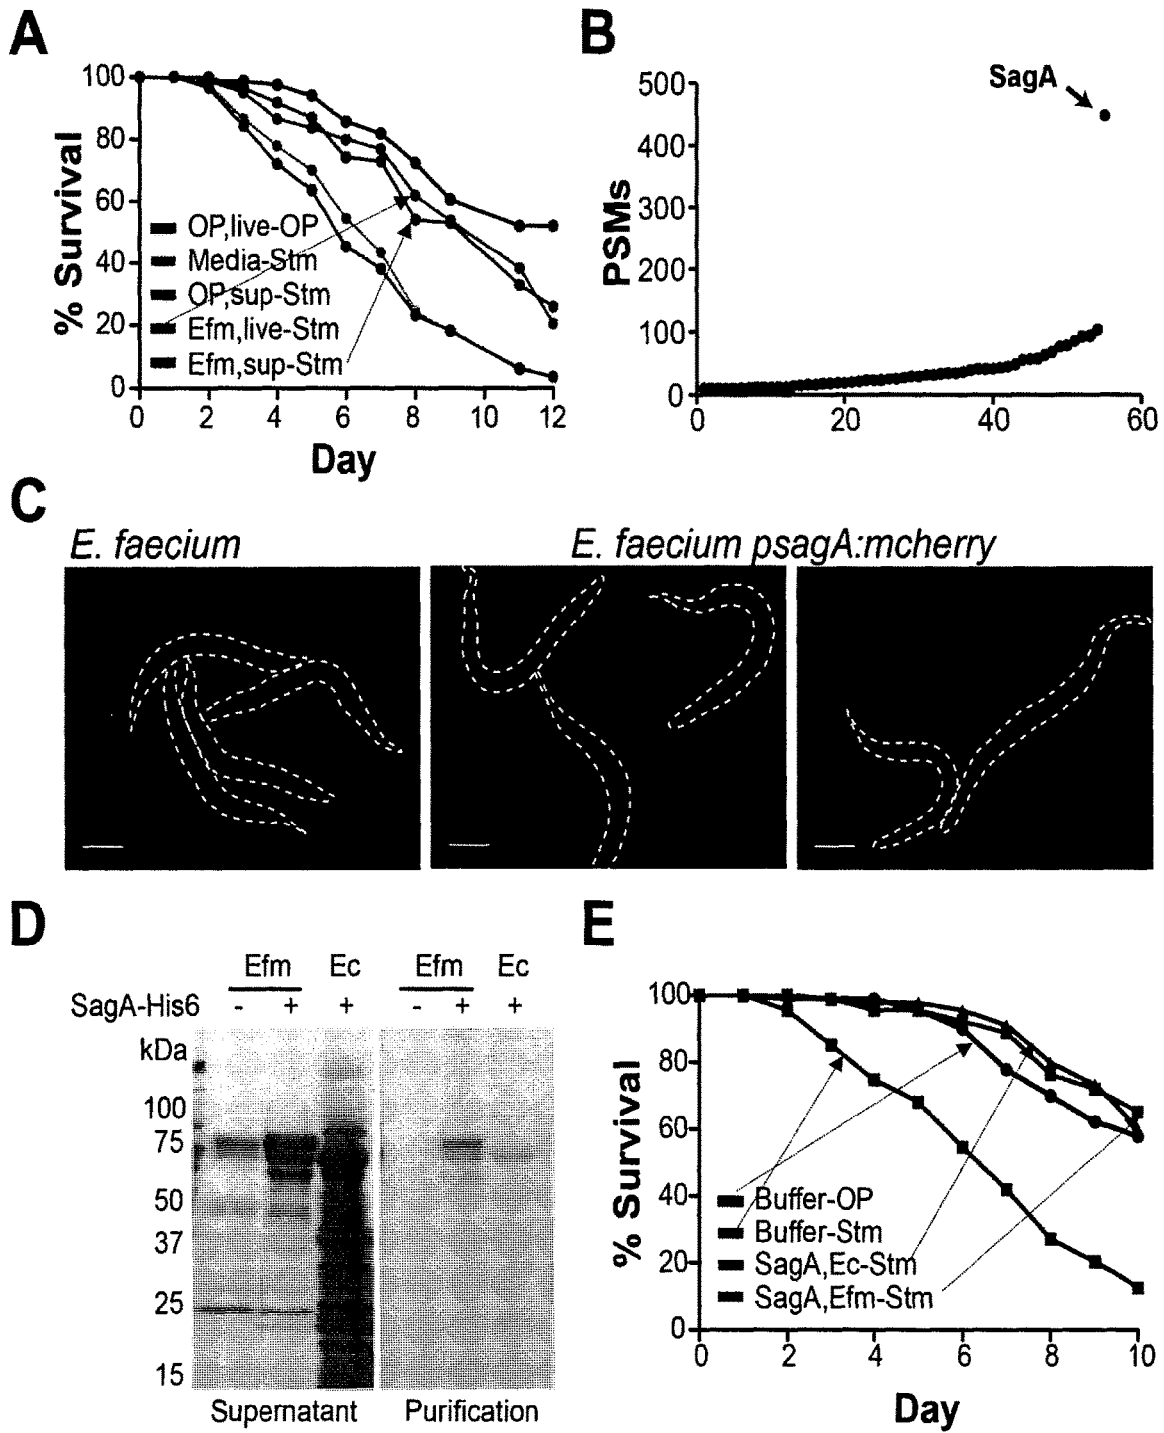 A
100
80
60
40
20
0
% Survival
OP,live-OP
Media-Stm
OP,sup-Stm
Efm,live-Stm
Efm,sup-Stm
0 2 4 6 8 10 12
Day
B
500
400
300
200
100
0
PSMs
SagA
0 20 40 60
C
E. faecium
E. faecium psagA:mcherry
D
Efm Ec Efm Ec
SagA-His6 - + + - + +
kDa
100
75
50
37
25
15
Supernatant Purification
E
100
80
60
40
20
0
% Survival
Buffer-OP
Buffer-Stm
SagA,Ec-Stm
SagA,Efm-Stm
0 2 4 6 8 10
Day